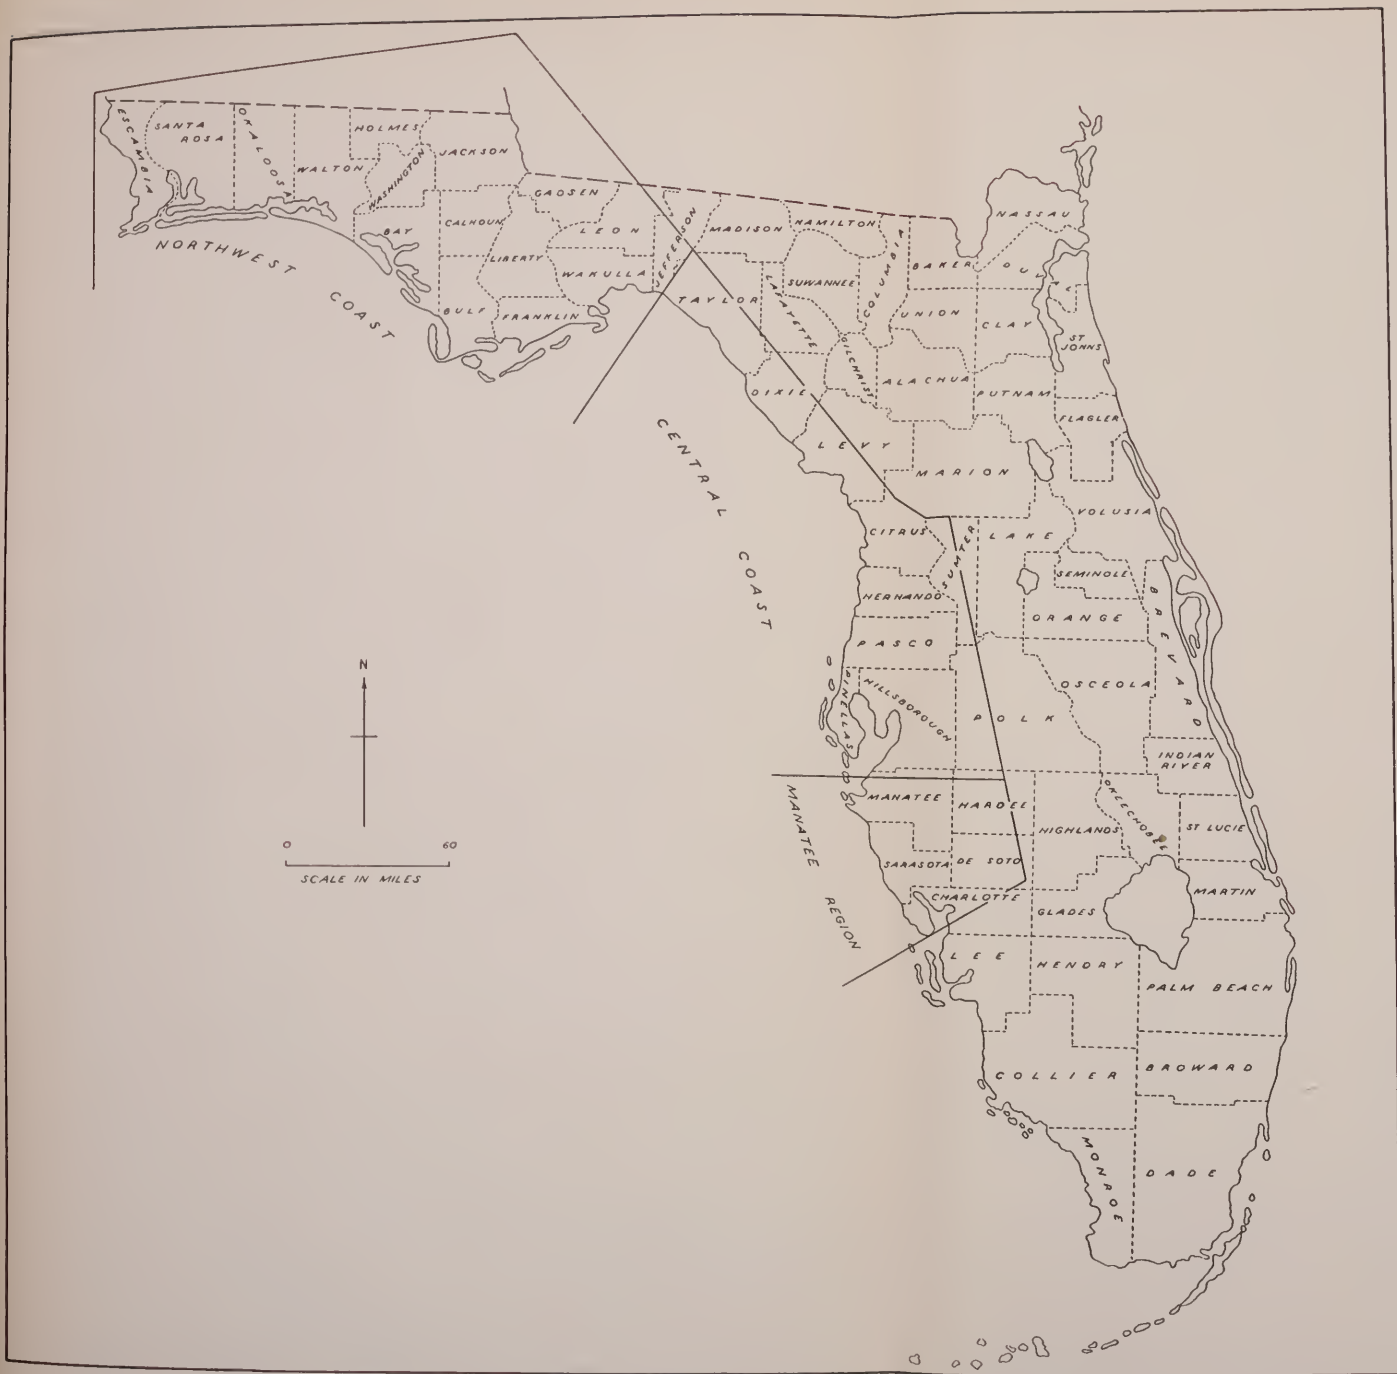 ESCAMBIA
SANTA
ROSA
OKALOOSA
WALTON
HOLMES
WASHINGTON
JACKSON
BAY
CALHOUN
GULF
LIBERTY
GADSEN
FRANKLIN
LEON
WAKULLA
JEFFERSON
MADISON
TAYLOR
HAMILTON
SUWANNEE
LAFAYETTE
COLUMBIA
BAKER
NASSAU
DUVAL
UNION
CLAY
ST
JOHNS
GILCHRIST
ALACHUA
PUTNAM
FLAGLER
DIXIE
LEVY
MARION
VOLUSIA
CITRUS
SUMTER
LAKE
SEMINOLE
HERNANDO
ORANGE
BREVARD
PASCO
PINELLAS
HILLSBOROUGH
POLK
OSCEOLA
INDIAN
RIVER
MANATEE
HARDEE
HIGHLANDS
OKEECHOBEE
ST LUCIE
SARASOTA
DE SOTO
CHARLOTTE
GLADES
MARTIN
LEE
HENDRY
PALM BEACH
COLLIER
BROWARD
MONROE
DADE
NORTHWEST
COAST
CENTRAL
COAST
MANATEE
REGION
N
0 60
SCALE IN MILES